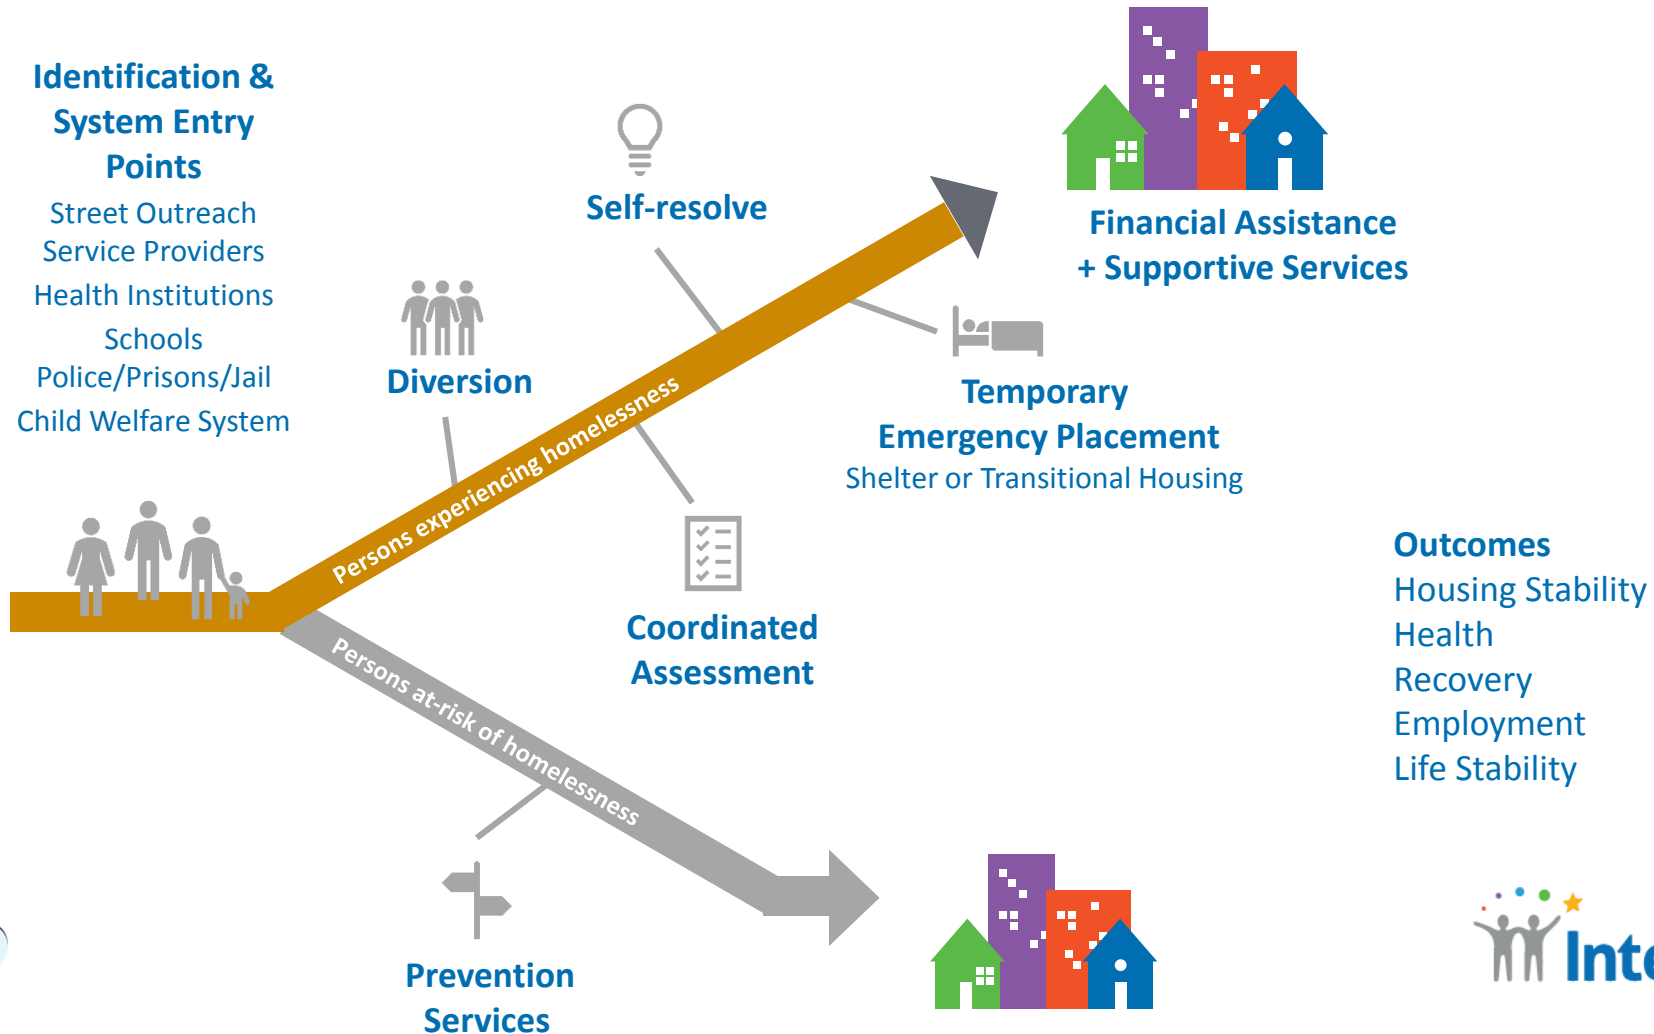 Identification &
System Entry
Points
Street Outreach
Service Providers
Health Institutions
Schools
Police/Prisons/Jail
Child Welfare System
Self-resolve
Diversion
Financial Assistance
+ Supportive Services
Temporary
Emergency Placement
Shelter or Transitional Housing
Persons experiencing homelessness
Coordinated
Assessment
Persons at-risk of homelessness
Prevention
Services
Outcomes
Housing Stability
Health
Recovery
Employment
Life Stability